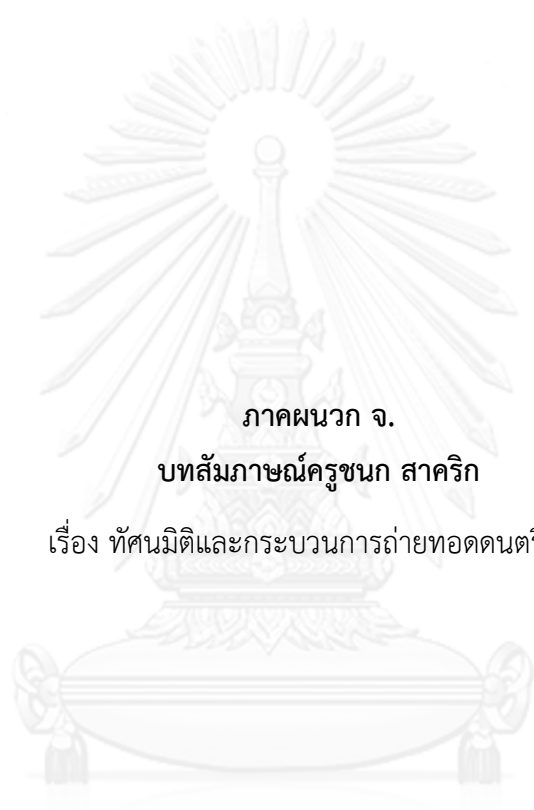 ภาคผนวก จ.
บทสัมภาษณ์ครูชนก สาคริก
เรื่อง ทัศนมิติและกระบวนการถ่ายทอดดนตรี